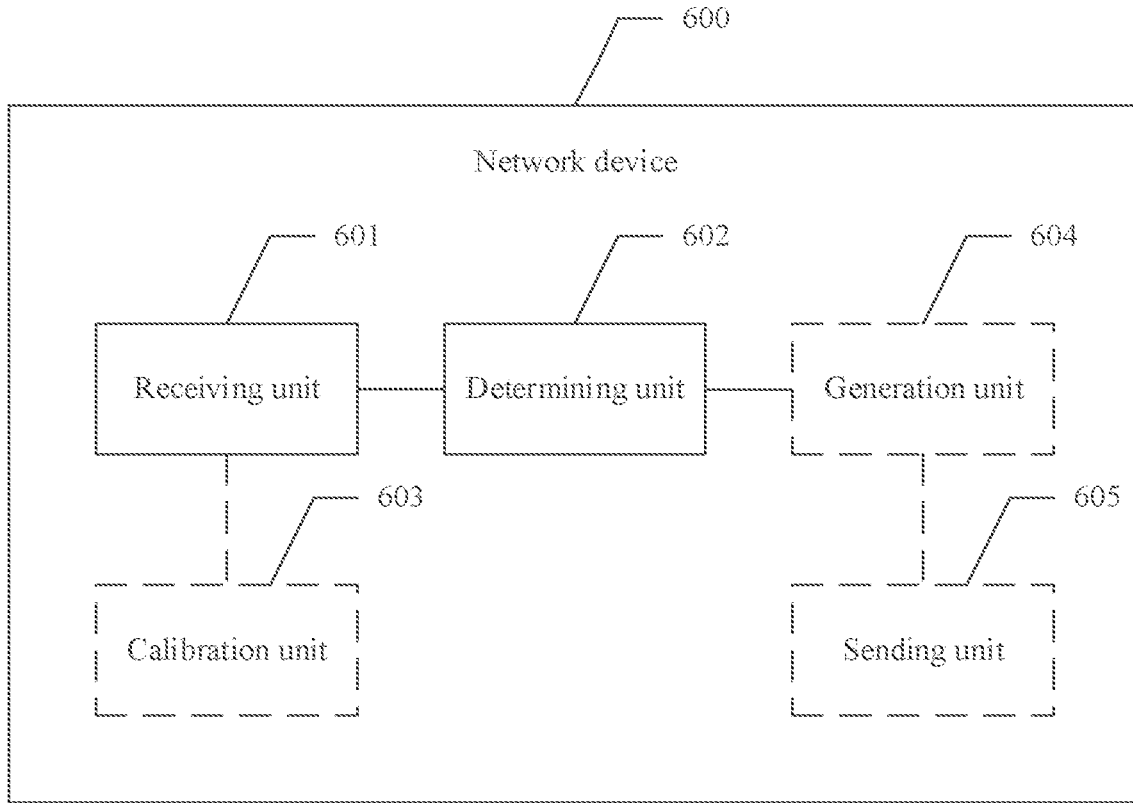 600
Network device
601
602
604
Receiving unit
Determining unit
Generation unit
603
605
Calibration unit
Sending unit